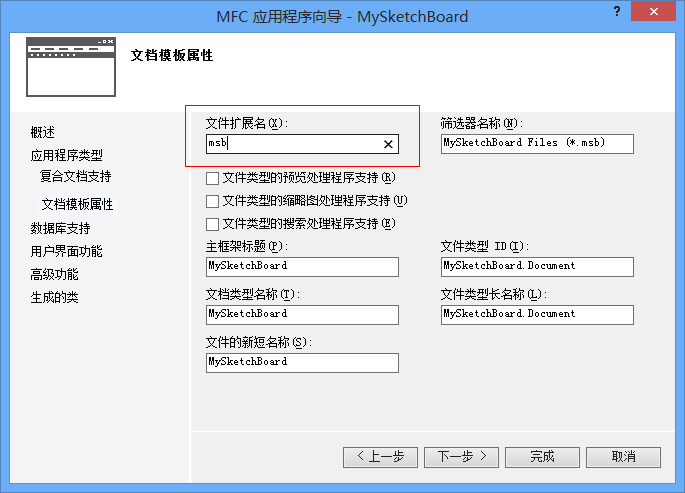 MFC 应用程序向导 - MySketchBoard
文档模板属性
概述
应用程序类型
复合文档支持
文档模板属性
数据库支持
用户界面功能
高级功能
生成的类
文件扩展名(X):
msb
筛选器名称(N):
MySketchBoard Files (*.msb)
文件类型的预览处理程序支持(R)
文件类型的缩略图处理程序支持(U)
文件类型的搜索处理程序支持(E)
主框架标题(P):
MySketchBoard
文件类型 ID(I):
MySketchBoard.Document
文档类型名称(T):
MySketchBoard
文件类型长名称(L):
MySketchBoard.Document
文件的新短名称(S):
MySketchBoard
< 上一步
下一步 >
完成
取消